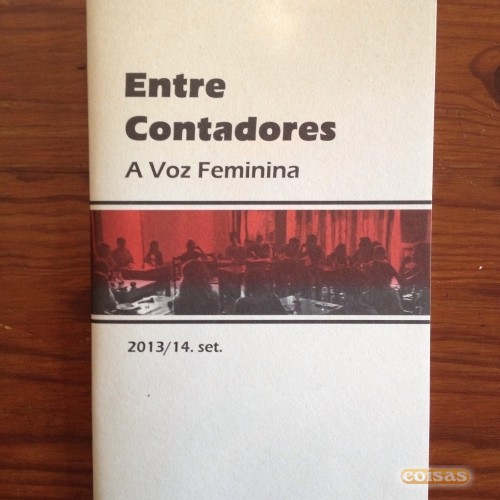 Entre
Contadores
A Voz Feminina
2013/14. set.
coisas